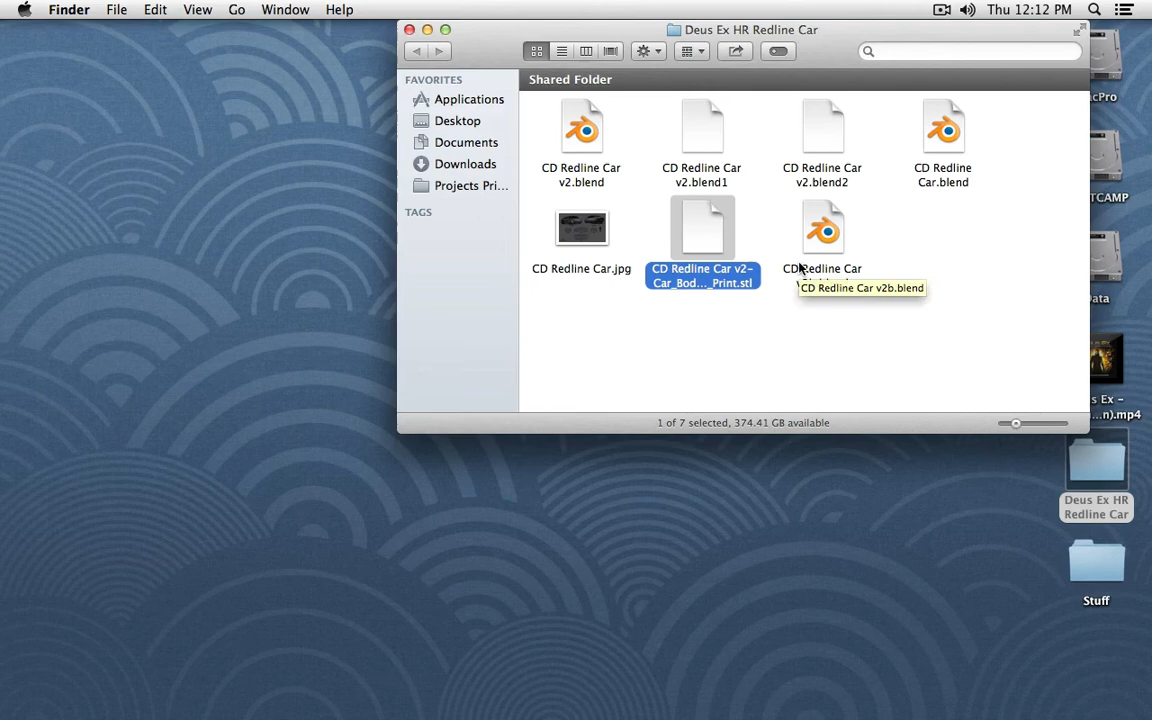 Finder File Edit View Go Window Help Thu 12:12 PM
Deus Ex HR Redline Car
FAVORITES
Applications
Desktop
Documents
Downloads
Projects Pri...
TAGS
Shared Folder
CD Redline Car
v2.blend
CD Redline Car
v2.blend1
CD Redline Car
v2.blend2
CD Redline
Car.blend
CD Redline Car.jpg
CD Redline Car v2-
Car_Bod..._Print.stl
CD Redline Car
CD Redline Car v2b.blend
1 of 7 selected, 374.41 GB available
cPro
TCAMP
ata
s Ex -
...n).mp4
Deus Ex HR
Redline Car
Stuff